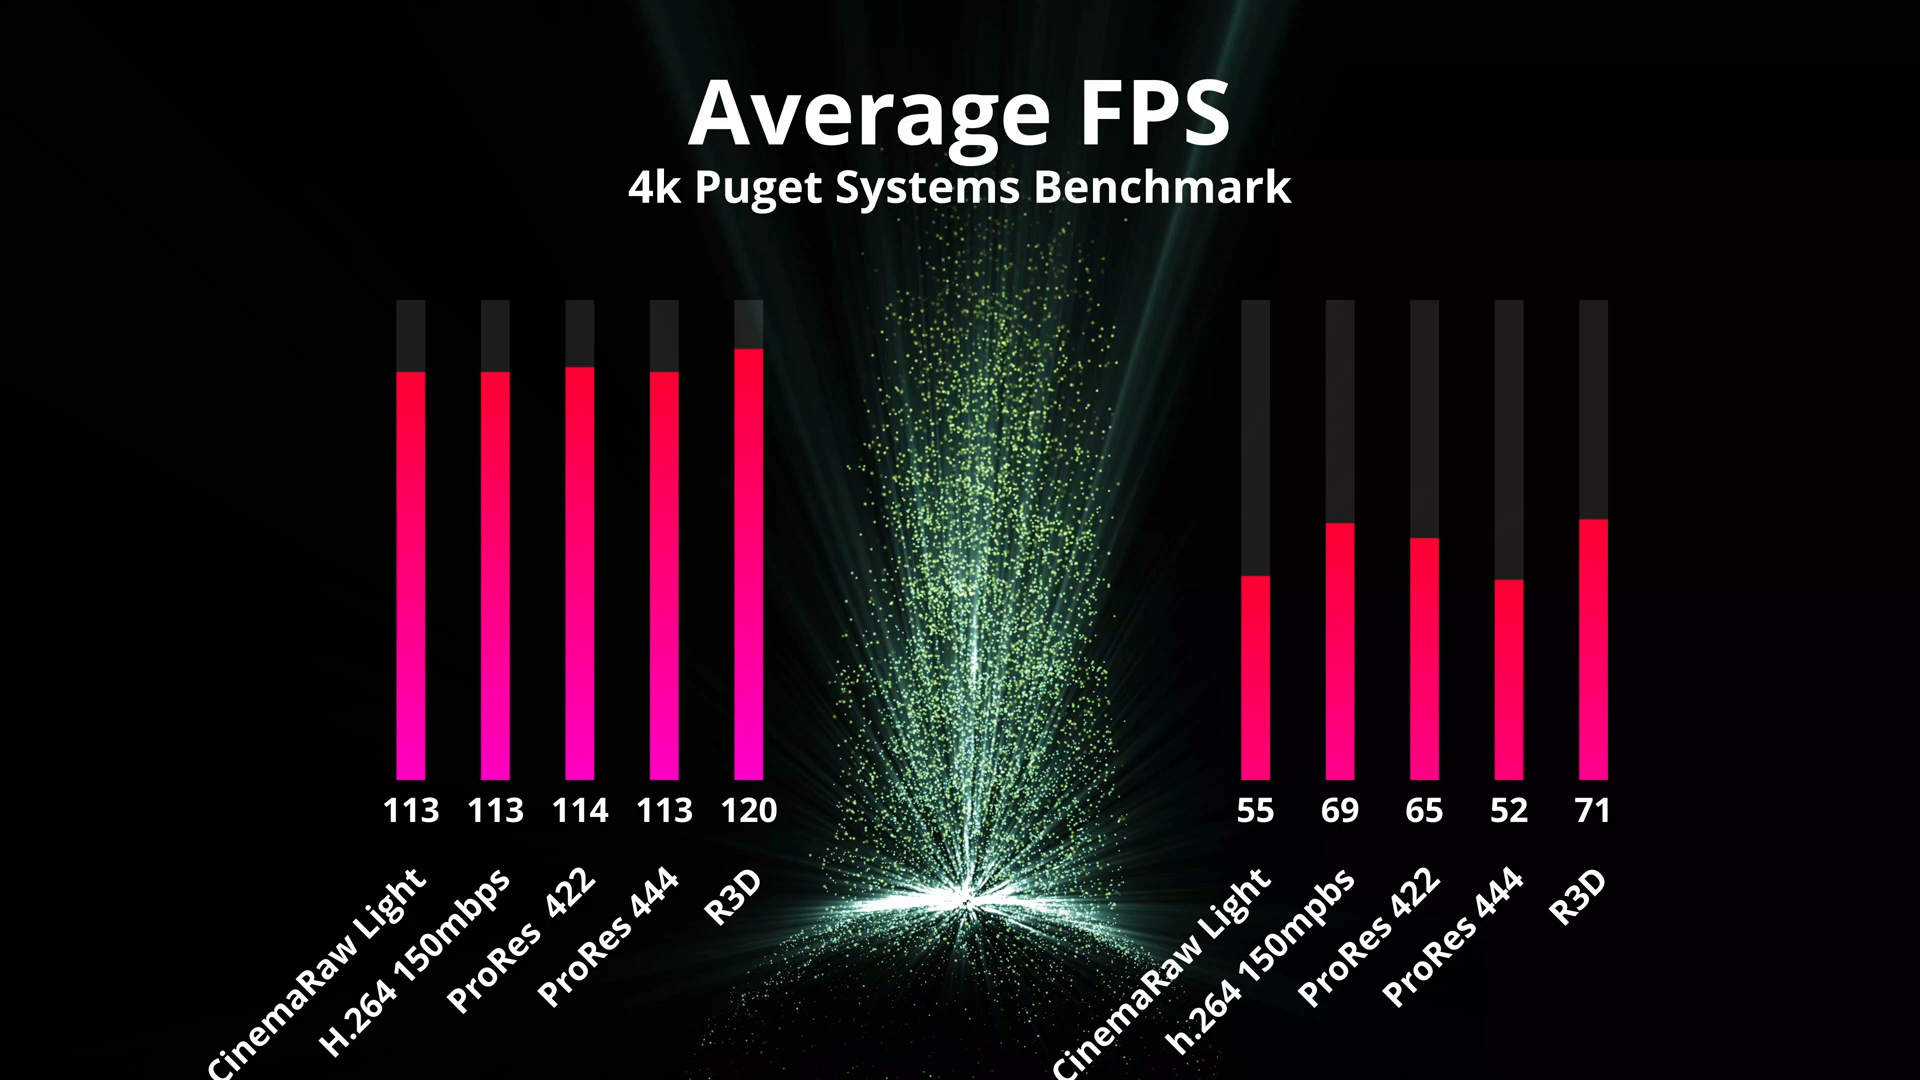 Average FPS
4k Puget Systems Benchmark
113 113 114 113 120
CinemaRaw Light
H.264 150mbps
ProRes 422
ProRes 444
R3D
55 69 65 52 71
CinemaRaw Light
h.264 150mpbs
ProRes 422
ProRes 444
R3D